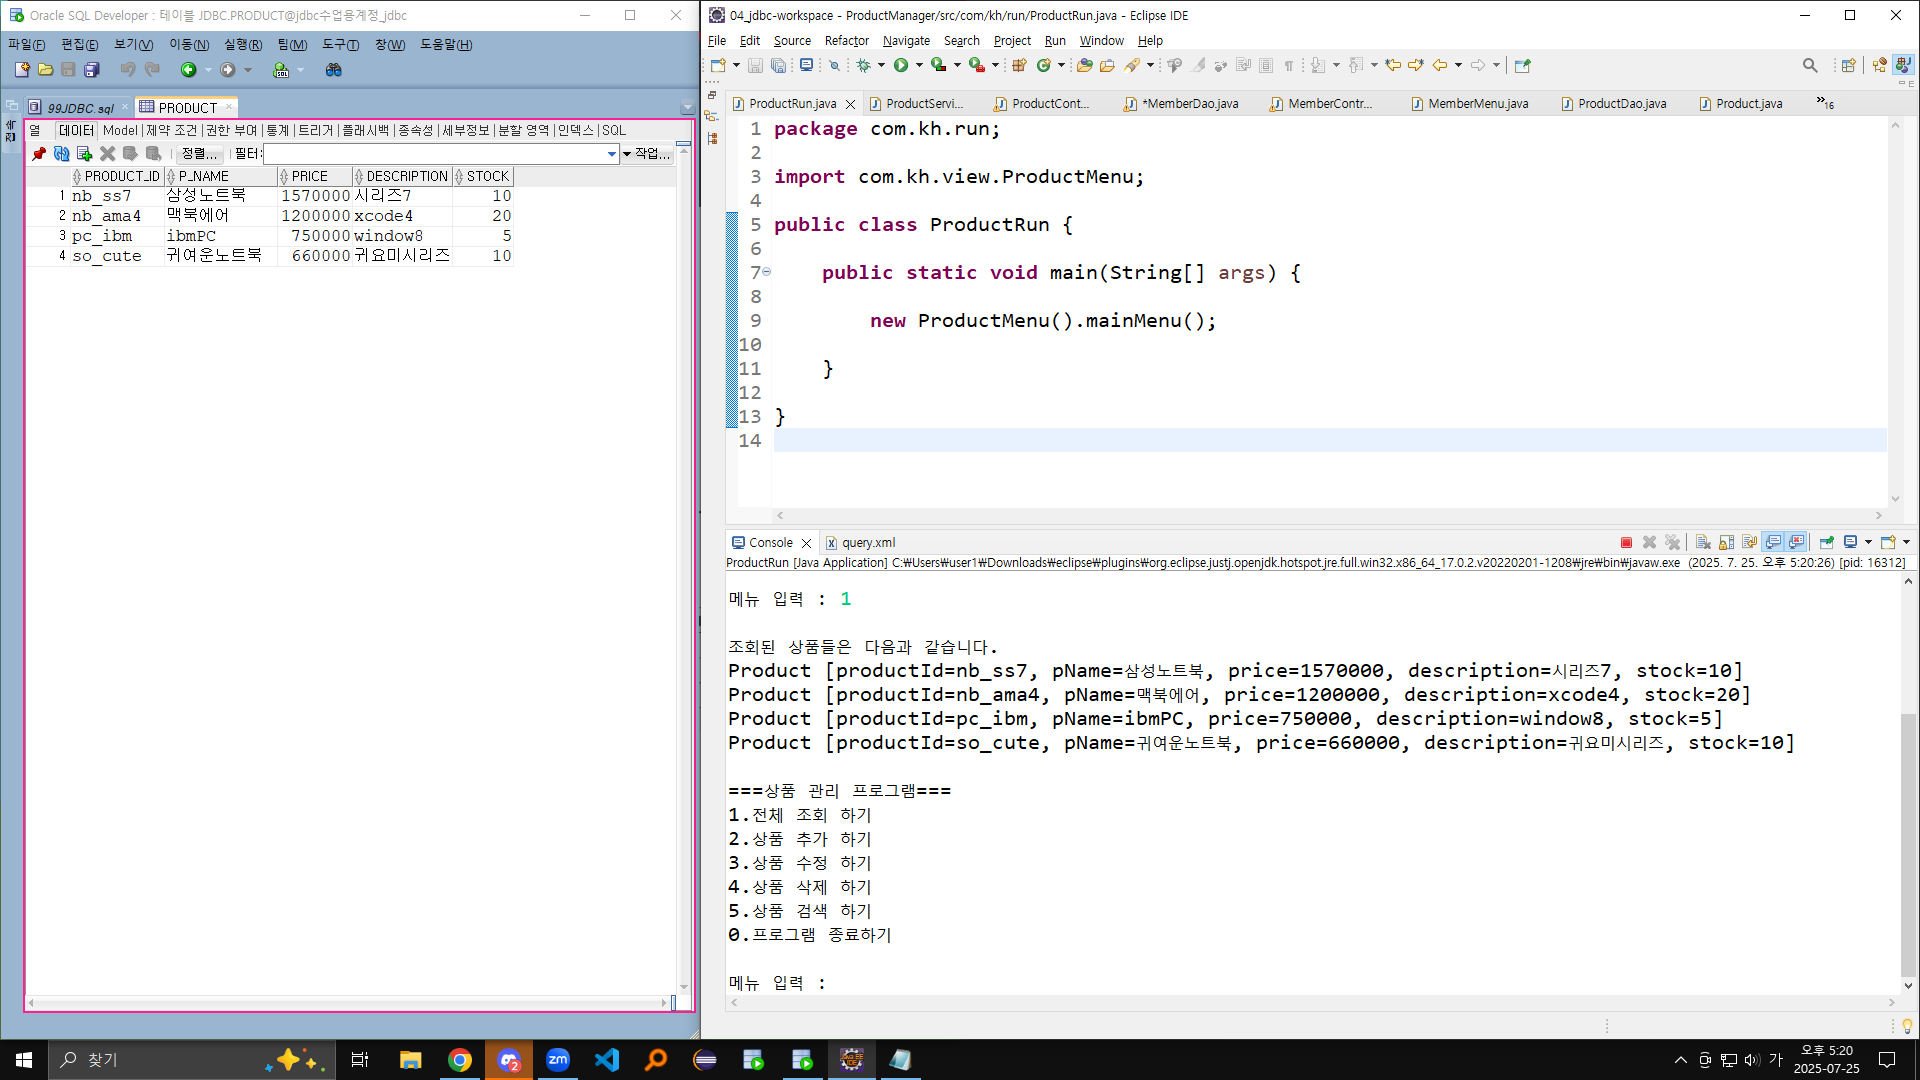 Oracle SQL Developer : 테이블 JDBC.PRODUCT@jdbc수업용계정_jdbc
파일(F) 편집(E) 보기(V) 이동(N) 실행(R) 팀(M) 도구(T) 창(W) 도움말(H)
99JDBC.sql PRODUCT
열 데이터 Model 제약 조건 권한 부여 통계 트리거 플래시백 종속성 세부정보 분할 영역 인덱스 SQL
정렬... 필터: 작업...
PRODUCT_ID P_NAME PRICE DESCRIPTION STOCK
1 nb_ss7 삼성노트북 1570000 시리즈7 10
2 nb_ama4 맥북에어 1200000 xcode4 20
3 pc_ibm ibmPC 750000 window8 5
4 so_cute 귀여운노트북 660000 귀요미시리즈 10
04_jdbc-workspace - ProductManager/src/com/kh/run/ProductRun.java - Eclipse IDE
File Edit Source Refactor Navigate Search Project Run Window Help
ProductRun.java ProductServi... ProductCont... *MemberDao.java MemberContr... MemberMenu.java ProductDao.java Product.java »16
1 package com.kh.run;
2
3 import com.kh.view.ProductMenu;
4
5 public class ProductRun {
6
7 public static void main(String[] args) {
8
9 new ProductMenu().mainMenu();
10
11 }
12
13 }
14
Console query.xml
ProductRun [Java Application] C:₩Users₩user1₩Downloads₩eclipse₩plugins₩org.eclipse.justj.openjdk.hotspot.jre.full.win32.x86_64_17.0.2.v20220201-1208₩jre₩bin₩javaw.exe (2025. 7. 25. 오후 5:20:26) [pid: 16312]
메뉴 입력 : 1
조회된 상품들은 다음과 같습니다.
Product [productId=nb_ss7, pName=삼성노트북, price=1570000, description=시리즈7, stock=10]
Product [productId=nb_ama4, pName=맥북에어, price=1200000, description=xcode4, stock=20]
Product [productId=pc_ibm, pName=ibmPC, price=750000, description=window8, stock=5]
Product [productId=so_cute, pName=귀여운노트북, price=660000, description=귀요미시리즈, stock=10]
===상품 관리 프로그램===
1.전체 조회 하기
2.상품 추가 하기
3.상품 수정 하기
4.상품 삭제 하기
5.상품 검색 하기
0.프로그램 종료하기
메뉴 입력 :
찾기
zm
가
오후 5:20
2025-07-25